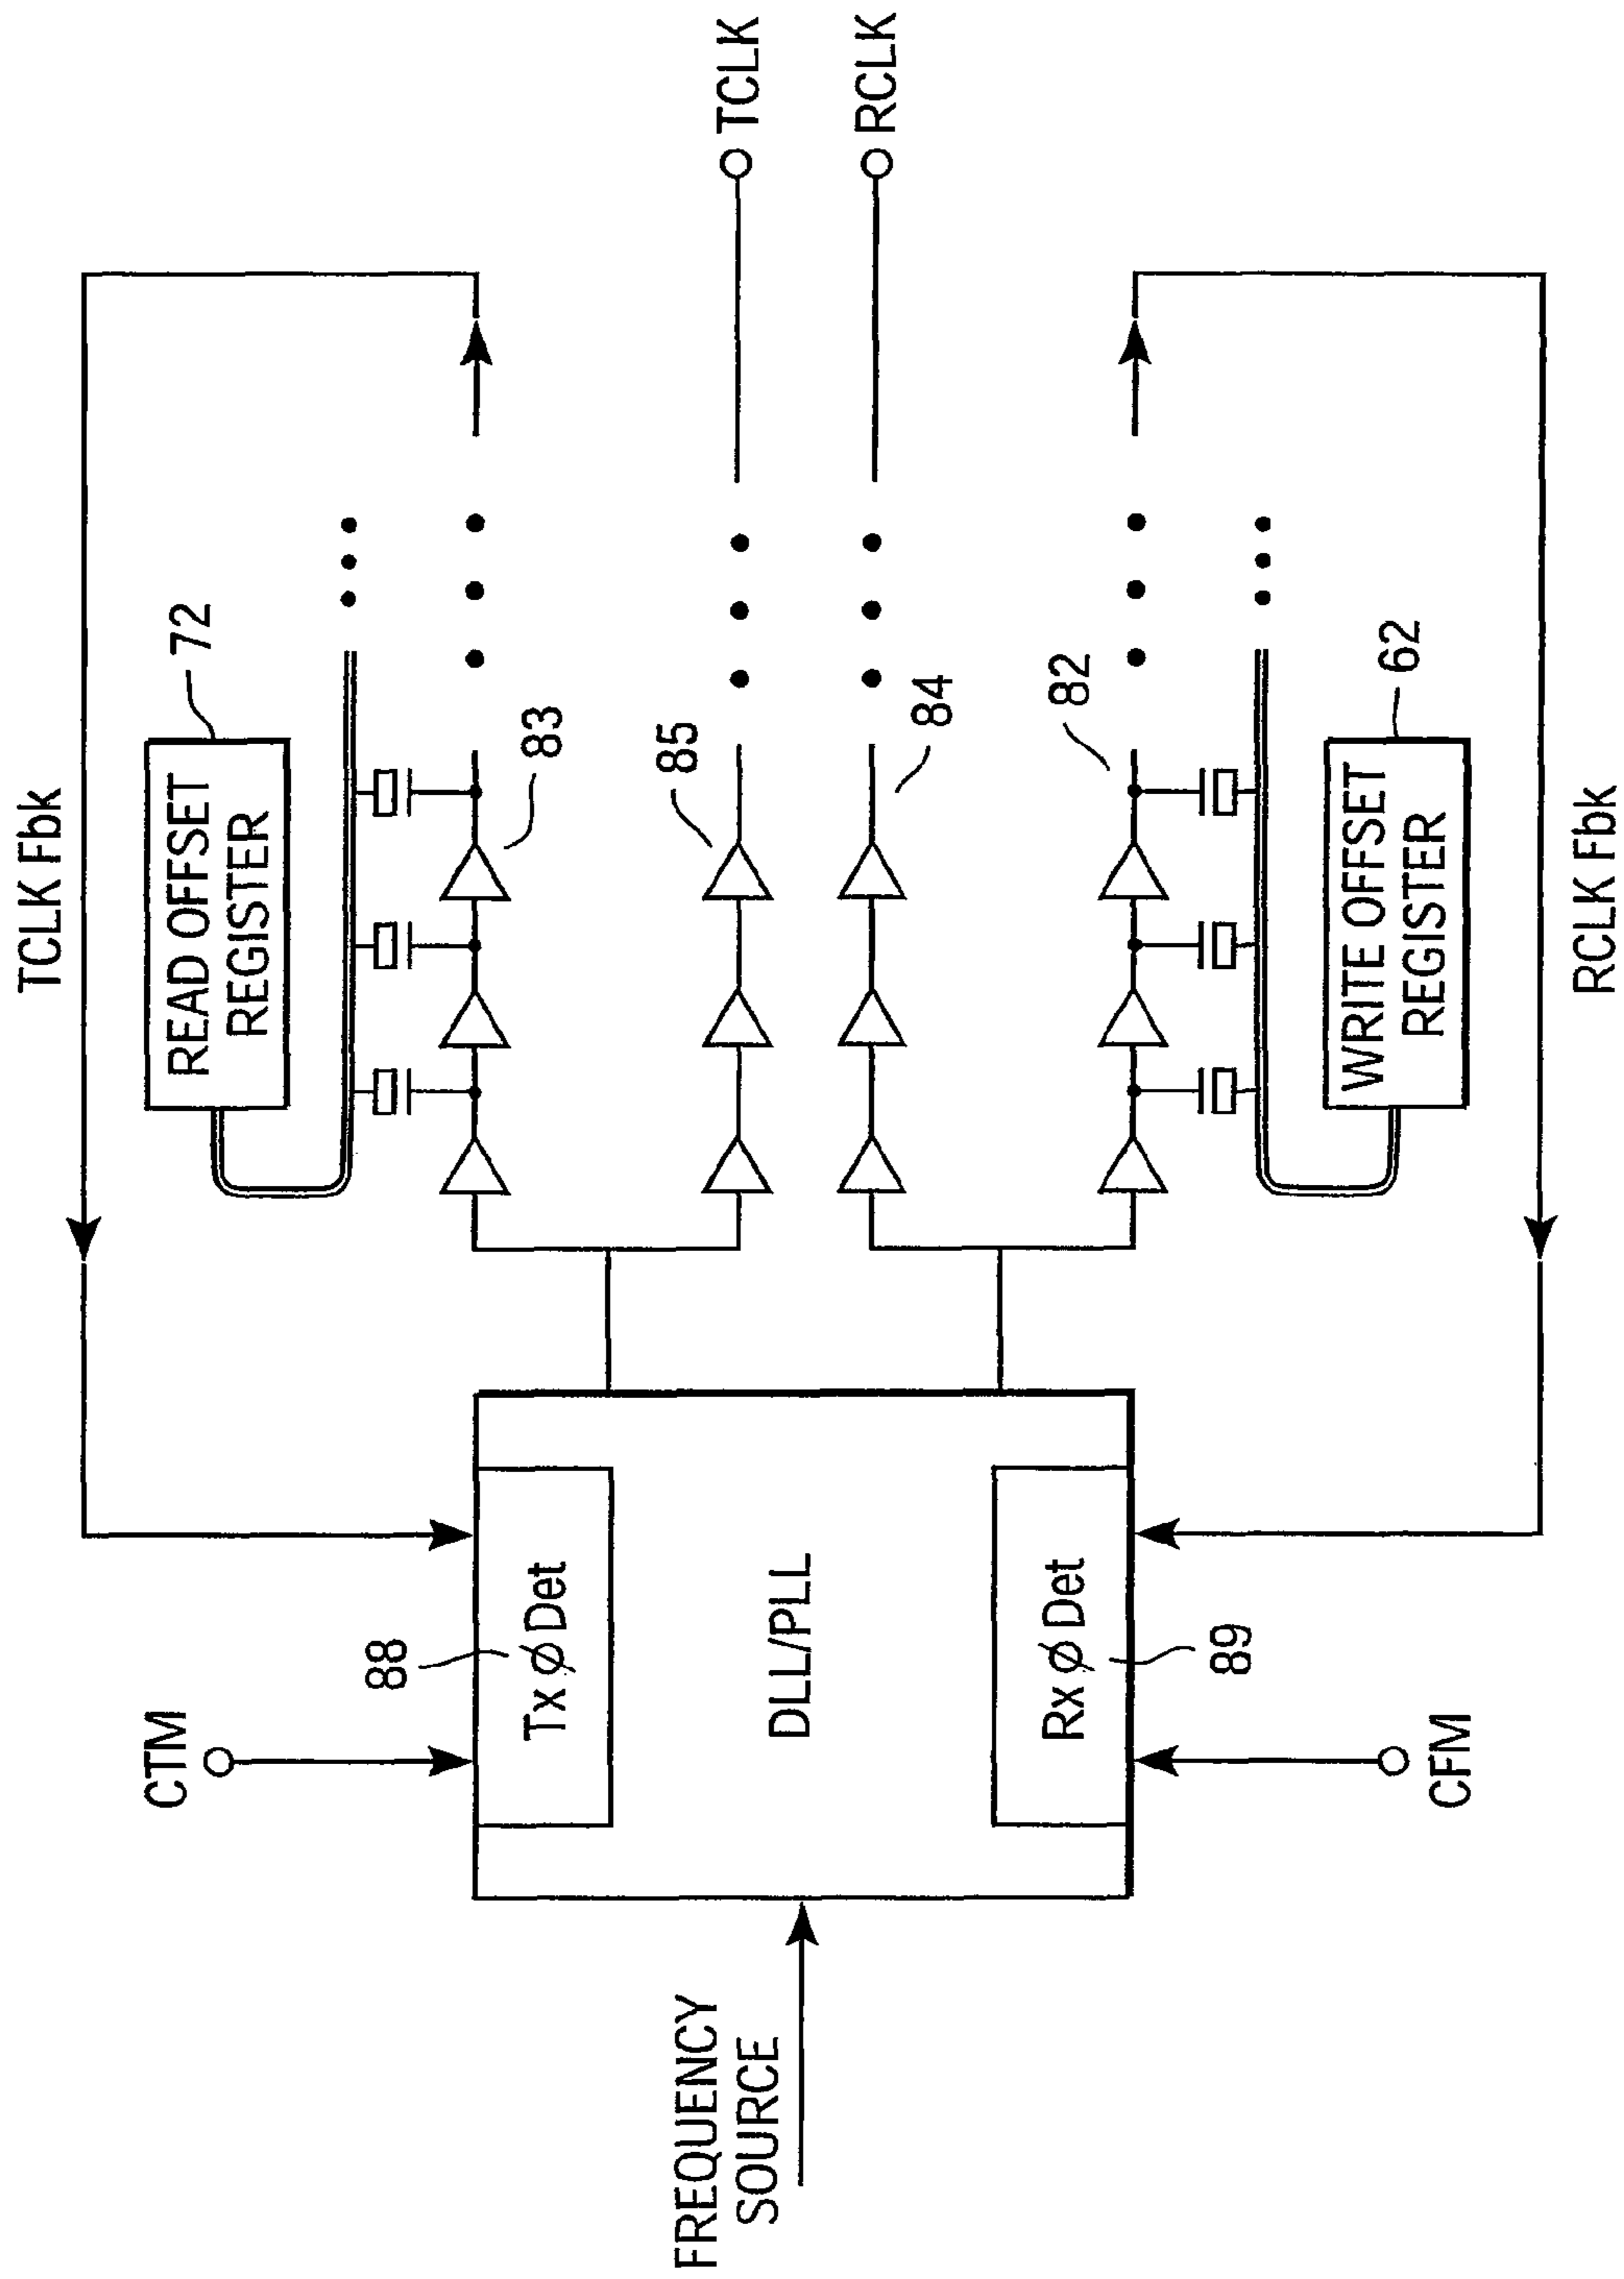 TCLK Fbk
READ OFFSET
REGISTER
72
83
CTM
88
Tx ϕ Det
85
TCLK
FREQUENCY
SOURCE
DLL/PLL
84
RCLK
Rx ϕ Det
89
82
CFM
WRITE OFFSET
REGISTER
62
RCLK Fbk